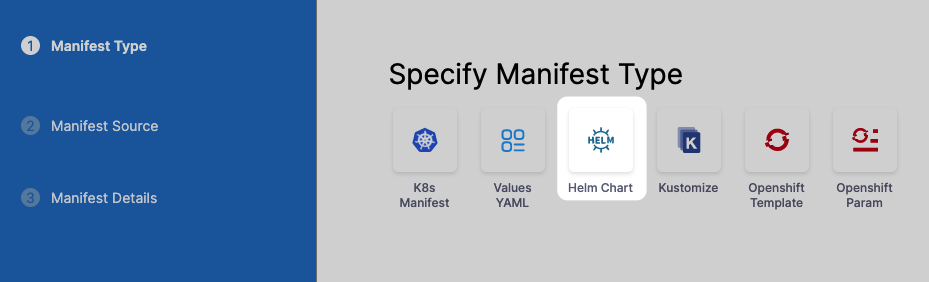 1 Manifest Type
2 Manifest Source
3 Manifest Details
Specify Manifest Type
HELM
K
K8s
Manifest
Values
YAML
Helm Chart
Kustomize
Openshift
Template
Openshift
Param